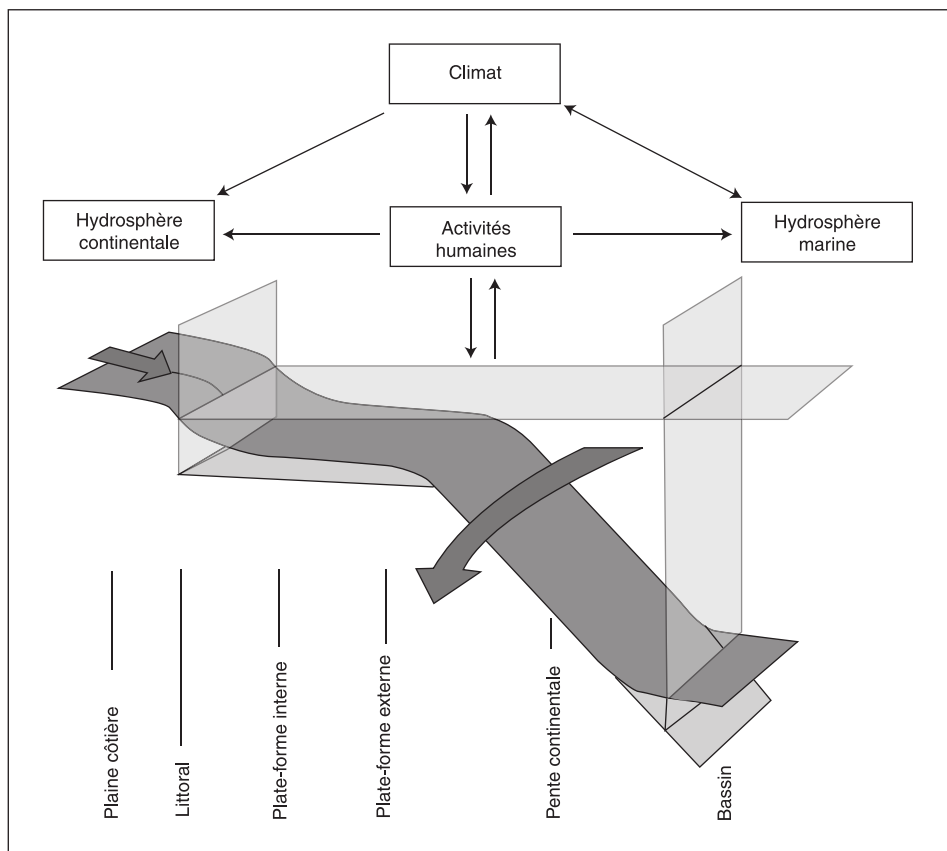 Climat
Hydrosphère
continentale
Activités
humaines
Hydrosphère
marine
Plaine côtière
Littoral
Plate-forme interne
Plate-forme externe
Pente continentale
Bassin